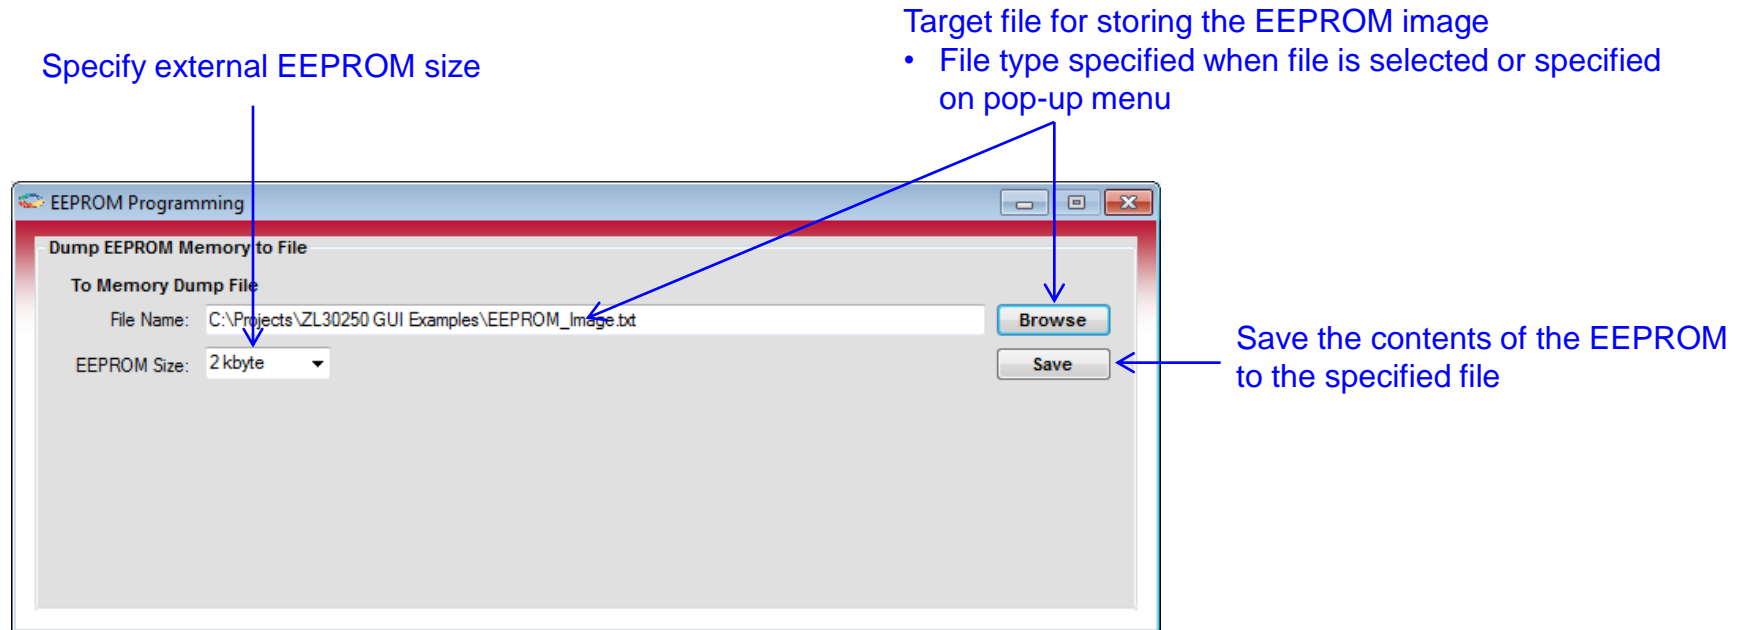 Target file for storing the EEPROM image
• File type specified when file is selected or specified
on pop-up menu
Specify external EEPROM size
EEPROM Programming
Dump EEPROM Memory to File
To Memory Dump File
File Name: C:\Projects\ZL30250 GUI Examples\EEPROM_Image.txt Browse
EEPROM Size: 2 kbyte Save
Save the contents of the EEPROM
to the specified file